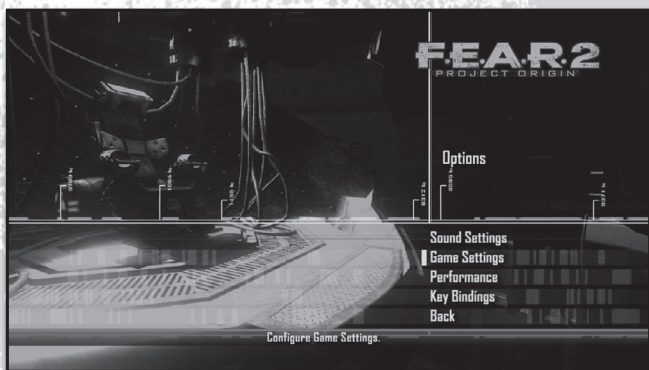 F.E.A.R.2
PROJECT ORIGIN
Options
Sound Settings
Game Settings
Performance
Key Bindings
Back
Configure Game Settings.